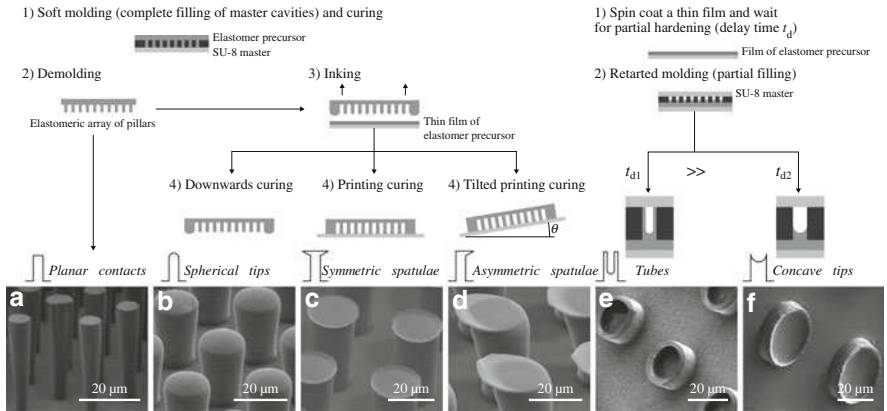 1) Soft molding (complete filling of master cavities) and curing
Elastomer precursor
SU-8 master
2) Demolding
Elastomeric array of pillars
3) Inking
Thin film of
elastomer precursor
4) Downwards curing
4) Printing curing
4) Tilted printing curing
θ
1) Spin coat a thin film and wait
for partial hardening (delay time td)
Film of elastomer precursor
2) Retarted molding (partial filling)
SU-8 master
td1 >> td2
Planar contacts
Spherical tips
Symmetric spatulae
Asymmetric spatulae
Tubes
Concave tips
a b c d e f
20 µm 20 µm 20 µm 20 µm 20 µm 20 µm